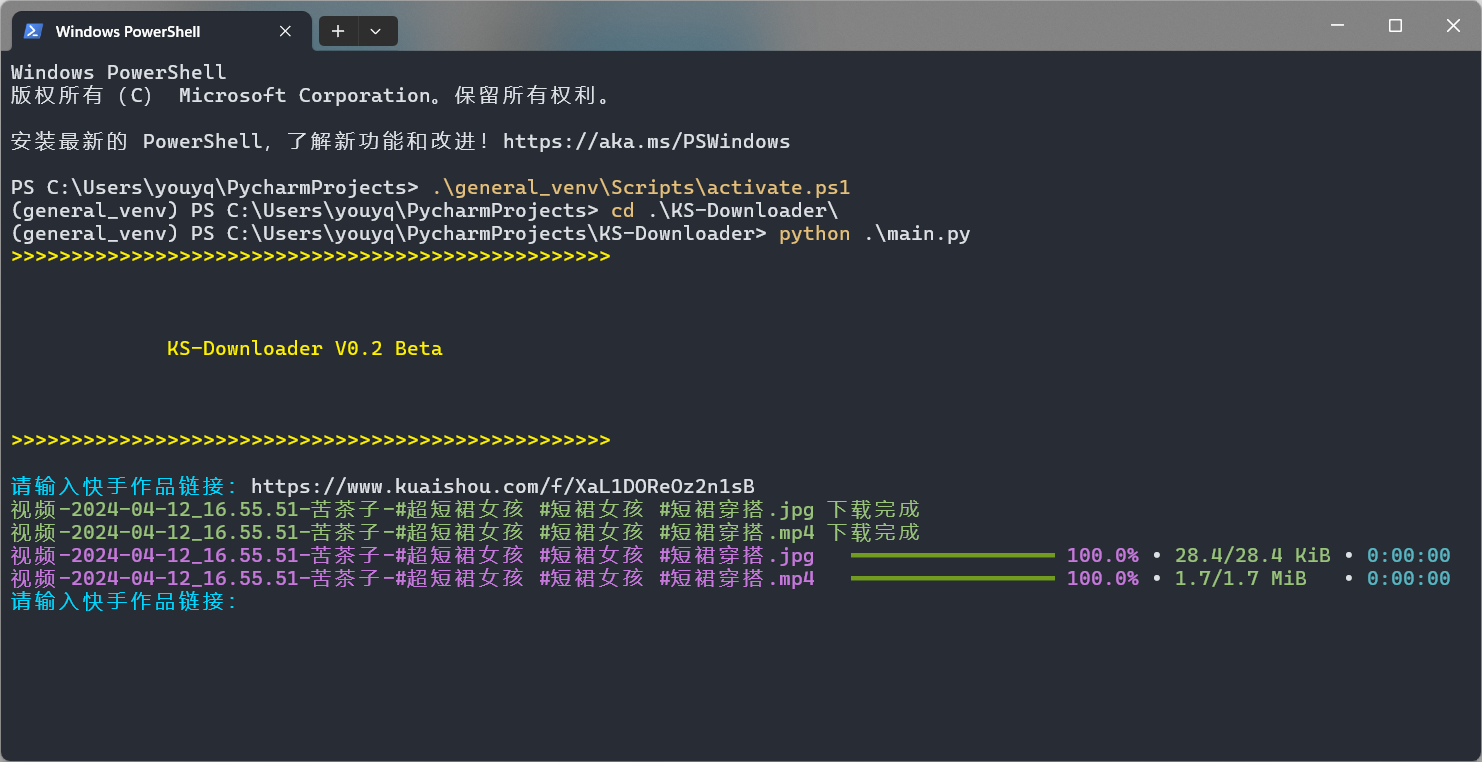 Windows PowerShell
Windows PowerShell
版权所有（C） Microsoft Corporation。保留所有权利。
安装最新的 PowerShell，了解新功能和改进！https://aka.ms/PSWindows
PS C:\Users\youyq\PycharmProjects> .\general_venv\Scripts\activate.ps1
(general_venv) PS C:\Users\youyq\PycharmProjects> cd .\KS-Downloader\
(general_venv) PS C:\Users\youyq\PycharmProjects\KS-Downloader> python .\main.py
>>>>>>>>>>>>>>>>>>>>>>>>>>>>>>>>>>>>>>>>>>>>>>>>>>
KS-Downloader V0.2 Beta
>>>>>>>>>>>>>>>>>>>>>>>>>>>>>>>>>>>>>>>>>>>>>>>>>>
请输入快手作品链接：https://www.kuaishou.com/f/XaL1DOReOz2n1sB
视频-2024-04-12_16.55.51-苦茶子-#超短裙女孩 #短裙女孩 #短裙穿搭.jpg 下载完成
视频-2024-04-12_16.55.51-苦茶子-#超短裙女孩 #短裙女孩 #短裙穿搭.mp4 下载完成
视频-2024-04-12_16.55.51-苦茶子-#超短裙女孩 #短裙女孩 #短裙穿搭.jpg 100.0% • 28.4/28.4 KiB • 0:00:00
视频-2024-04-12_16.55.51-苦茶子-#超短裙女孩 #短裙女孩 #短裙穿搭.mp4 100.0% • 1.7/1.7 MiB • 0:00:00
请输入快手作品链接：